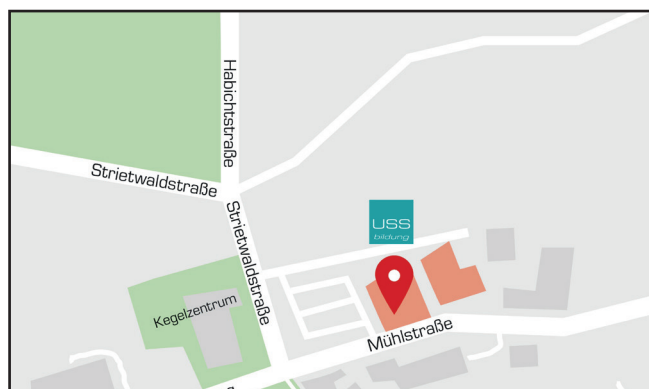 Habichtstraße
Strietwaldstraße
Strietwaldstraße
USS
bildung
Kegelzentrum
Mühlstraße